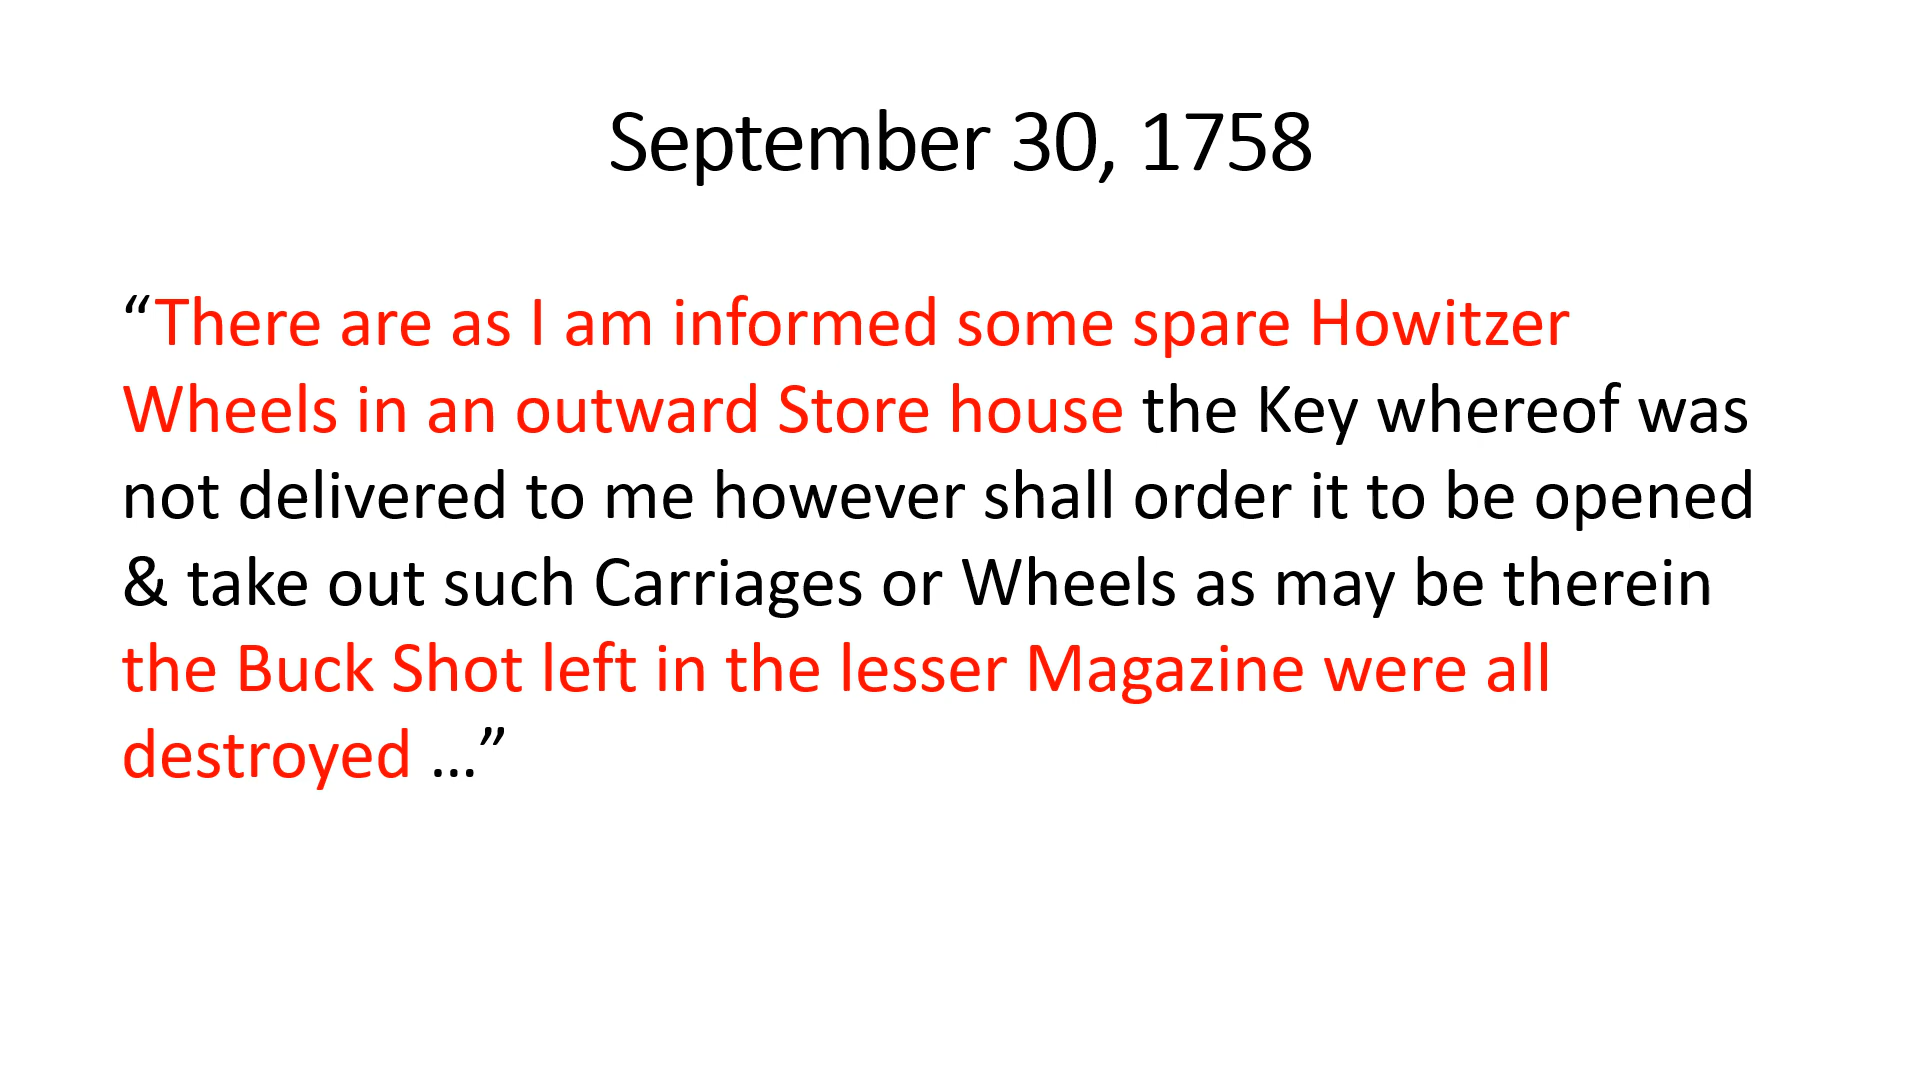 September 30, 1758
“There are as I am informed some spare Howitzer
Wheels in an outward Store house the Key whereof was
not delivered to me however shall order it to be opened
& take out such Carriages or Wheels as may be therein
the Buck Shot left in the lesser Magazine were all
destroyed …”